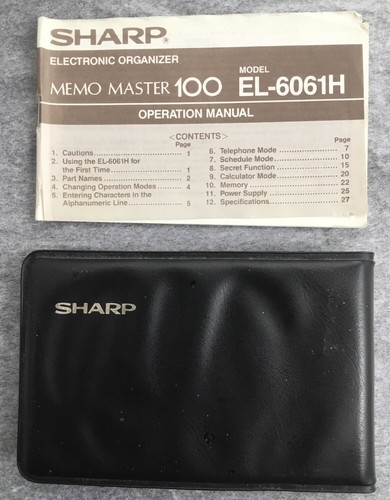 SHARP
ELECTRONIC ORGANIZER
MODEL
MEMO MASTER 100 EL-6061H
OPERATION MANUAL
<CONTENTS>
Page
1. Cautions 1
2. Using the EL-6061H for
the First Time 1
3. Part Names 2
4. Changing Operation Modes 4
5. Entering Characters in the
Alphanumeric Line 5
Page
6. Telephone Mode 7
7. Schedule Mode 10
8. Secret Function 15
9. Calculator Mode 20
10. Memory 22
11. Power Supply 25
12. Specifications 27
SHARP